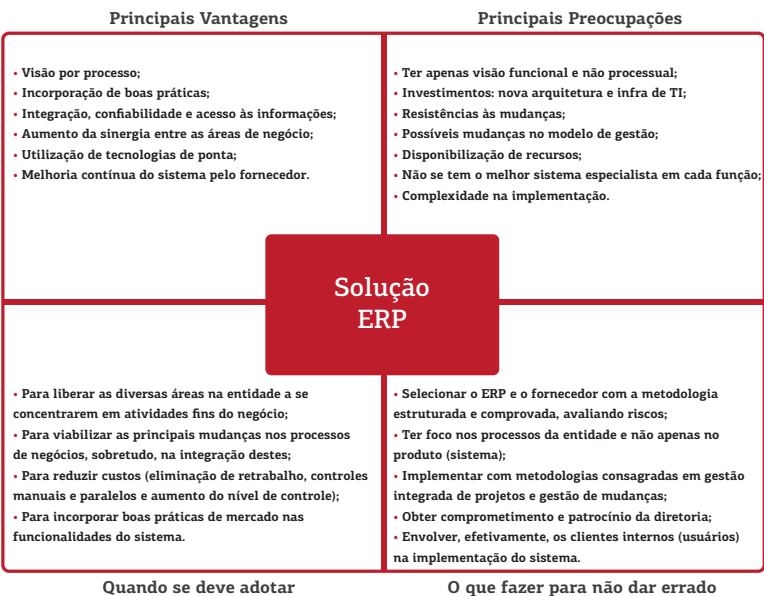 Principais Vantagens
Principais Preocupações
• Visão por processo;
• Incorporação de boas práticas;
• Integração, confiabilidade e acesso às informações;
• Aumento da sinergia entre as áreas de negócio;
• Utilização de tecnologias de ponta;
• Melhoria contínua do sistema pelo fornecedor.
• Ter apenas visão funcional e não processual;
• Investimentos: nova arquitetura e infra de TI;
• Resistências às mudanças;
• Possíveis mudanças no modelo de gestão;
• Disponibilização de recursos;
• Não se tem o melhor sistema especialista em cada função;
• Complexidade na implementação.
Solução
ERP
• Para liberar as diversas áreas na entidade a se
concentrarem em atividades fins do negócio;
• Para viabilizar as principais mudanças nos processos
de negócios, sobretudo, na integração destes;
• Para reduzir custos (eliminação de retrabalho, controles
manuais e paralelos e aumento do nível de controle);
• Para incorporar boas práticas de mercado nas
funcionalidades do sistema.
• Selecionar o ERP e o fornecedor com a metodologia
estruturada e comprovada, avaliando riscos;
• Ter foco nos processos da entidade e não apenas no
produto (sistema);
• Implementar com metodologias consagradas em gestão
integrada de projetos e gestão de mudanças;
• Obter comprometimento e patrocínio da diretoria;
• Envolver, efetivamente, os clientes internos (usuários)
na implementação do sistema.
Quando se deve adotar
O que fazer para não dar errado